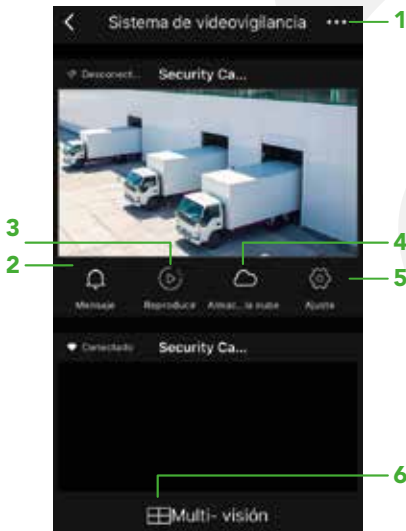 Sistema de videovigilancia ... 1
Desconect... Security Ca...
3
4
2
5
Mensaje Reproduce Almac... la nube Ajuste
Conectado Security Ca...
6
Multi- visión